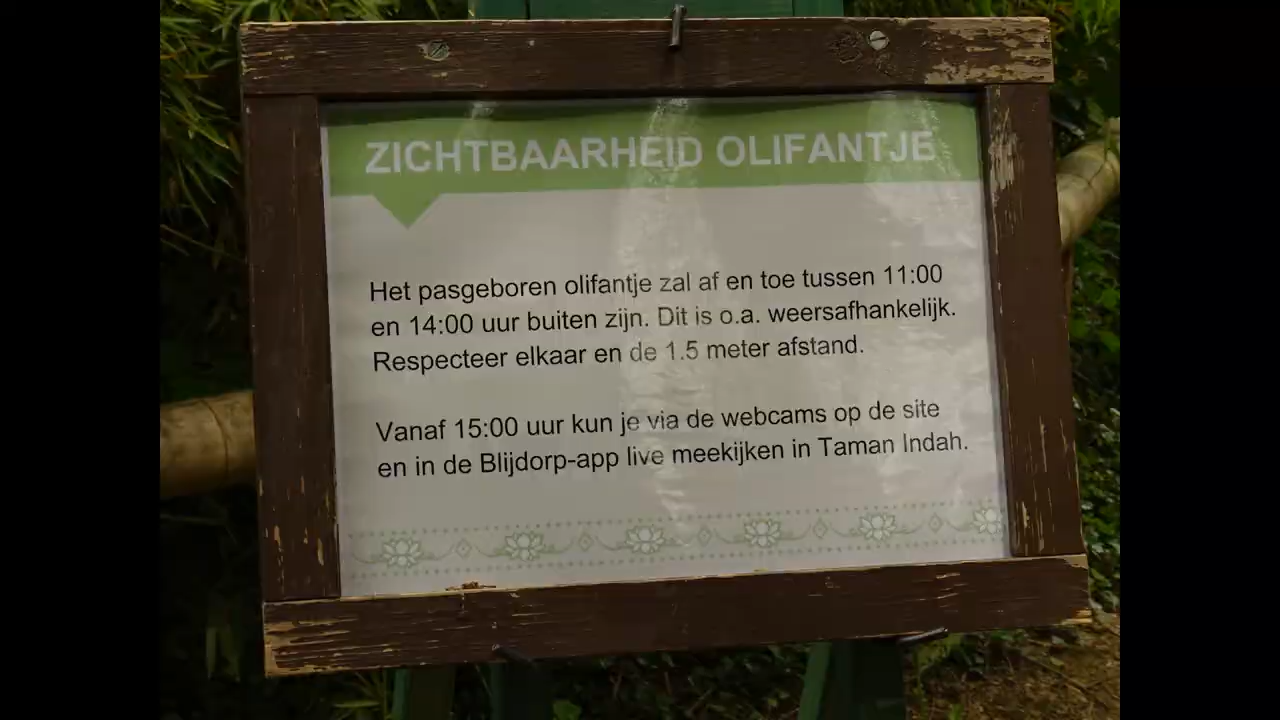 ZICHTBAARHEID OLIFANTJE
Het pasgeboren olifantje zal af en toe tussen 11:00
en 14:00 uur buiten zijn. Dit is o.a. weersafhankelijk.
Respecteer elkaar en de 1.5 meter afstand.
Vanaf 15:00 uur kun je via de webcams op de site
en in de Blijdorp-app live meekijken in Taman Indah.